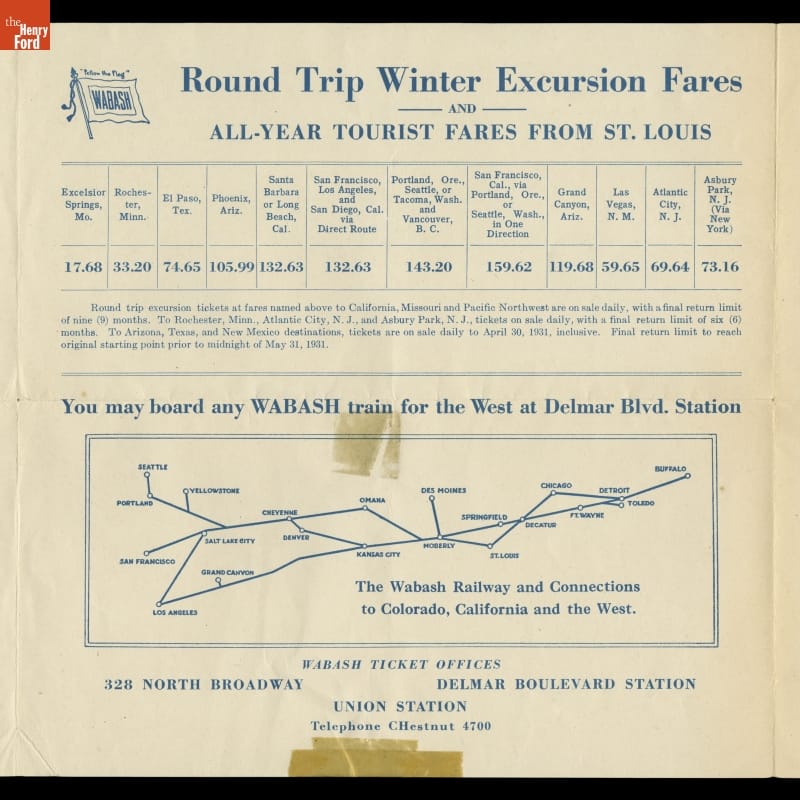 the
Henry
Ford
"Follow the Flag"
WABASH
Round Trip Winter Excursion Fares
AND
ALL-YEAR TOURIST FARES FROM ST. LOUIS
Excelsior
Springs,
Mo.
Roches-
ter,
Minn.
El Paso,
Tex.
Phoenix,
Ariz.
Santa
Barbara
or Long
Beach,
Cal.
San Francisco,
Los Angeles,
and
San Diego, Cal.
via
Direct Route
Portland, Ore.,
Seattle, or
Tacoma, Wash.
and
Vancouver,
B. C.
San Francisco,
Cal., via
Portland, Ore.,
or
Seattle, Wash.,
in One
Direction
Grand
Canyon,
Ariz.
Las
Vegas,
N. M.
Atlantic
City,
N. J.
Asbury
Park,
N. J.
(Via
New
York)
17.68 33.20 74.65 105.99 132.63 132.63 143.20 159.62 119.68 59.65 69.64 73.16
Round trip excursion tickets at fares named above to California, Missouri and Pacific Northwest are on sale daily, with a final return limit
of nine (9) months. To Rochester, Minn., Atlantic City, N. J., and Asbury Park, N. J., tickets on sale daily, with a final return limit of six (6)
months. To Arizona, Texas, and New Mexico destinations, tickets are on sale daily to April 30, 1931, inclusive. Final return limit to reach
original starting point prior to midnight of May 31, 1931.
You may board any WABASH train for the West at Delmar Blvd. Station
SEATTLE
PORTLAND
YELLOWSTONE
SALT LAKE CITY
SAN FRANCISCO
GRAND CANYON
LOS ANGELES
CHEYENNE
DENVER
OMAHA
KANSAS CITY
DES MOINES
MOBERLY
SPRINGFIELD
ST. LOUIS
DECATUR
CHICAGO
FT. WAYNE
DETROIT
TOLEDO
BUFFALO
The Wabash Railway and Connections
to Colorado, California and the West.
WABASH TICKET OFFICES
328 NORTH BROADWAY DELMAR BOULEVARD STATION
UNION STATION
Telephone CHestnut 4700